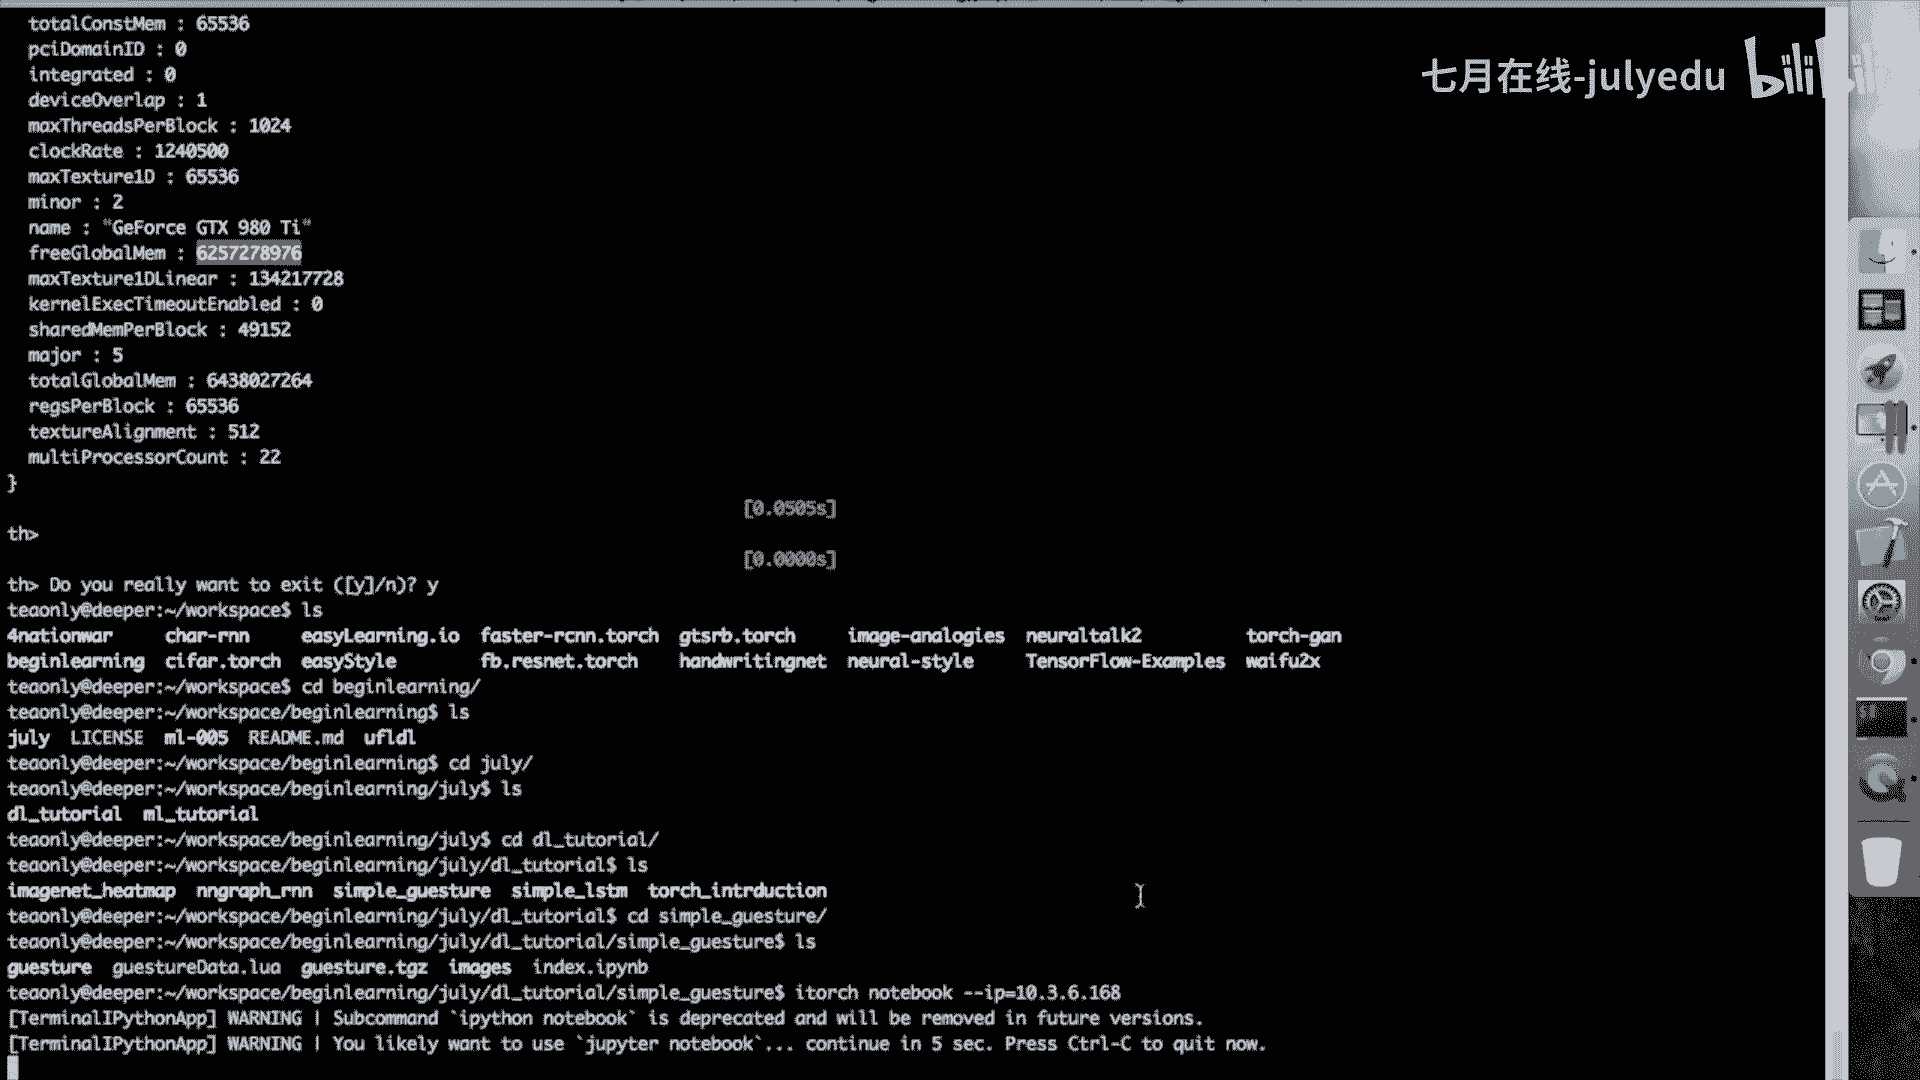 totalConstMem : 65536
pciDomainID : 0
integrated : 0
deviceOverlap : 1
maxThreadsPerBlock : 1024
clockRate : 1240500
maxTexture1D : 65536
minor : 2
name : "GeForce GTX 980 Ti"
freeGlobalMem : 6257278976
maxTexture1DLinear : 134217728
kernelExecTimeoutEnabled : 0
sharedMemPerBlock : 49152
major : 5
totalGlobalMem : 6438027264
regsPerBlock : 65536
textureAlignment : 512
multiProcessorCount : 22
}
[0.0505s]
th>
[0.0000s]
th> Do you really want to exit ([y]/n)? y
teaonly@deeper:~/workspace$ ls
4nationwar char-rnn easyLearning.io faster-rcnn.torch gtsrb.torch image-analogies neuraltalk2 torch-gan
beginlearning cifar.torch easyStyle fb.resnet.torch handwritingnet neural-style TensorFlow-Examples waifu2x
teaonly@deeper:~/workspace$ cd beginlearning/
teaonly@deeper:~/workspace/beginlearning$ ls
july LICENSE ml-005 README.md ufldl
teaonly@deeper:~/workspace/beginlearning$ cd july/
teaonly@deeper:~/workspace/beginlearning/july$ ls
dl_tutorial ml_tutorial
teaonly@deeper:~/workspace/beginlearning/july$ cd dl_tutorial/
teaonly@deeper:~/workspace/beginlearning/july/dl_tutorial$ ls
imagenet_heatmap nngraph_rnn simple_guesture simple_lstm torch_intrduction
teaonly@deeper:~/workspace/beginlearning/july/dl_tutorial$ cd simple_guesture/
teaonly@deeper:~/workspace/beginlearning/july/dl_tutorial/simple_guesture$ ls
guesture guestureData.lua guesture.tgz images index.ipynb
teaonly@deeper:~/workspace/beginlearning/july/dl_tutorial/simple_guesture$ itorch notebook --ip=10.3.6.168
[TerminalIPythonApp] WARNING | Subcommand `ipython notebook` is deprecated and will be removed in future versions.
[TerminalIPythonApp] WARNING | You likely want to use `jupyter notebook`... continue in 5 sec. Press Ctrl-C to quit now.
七月在线-julyedu bilibili